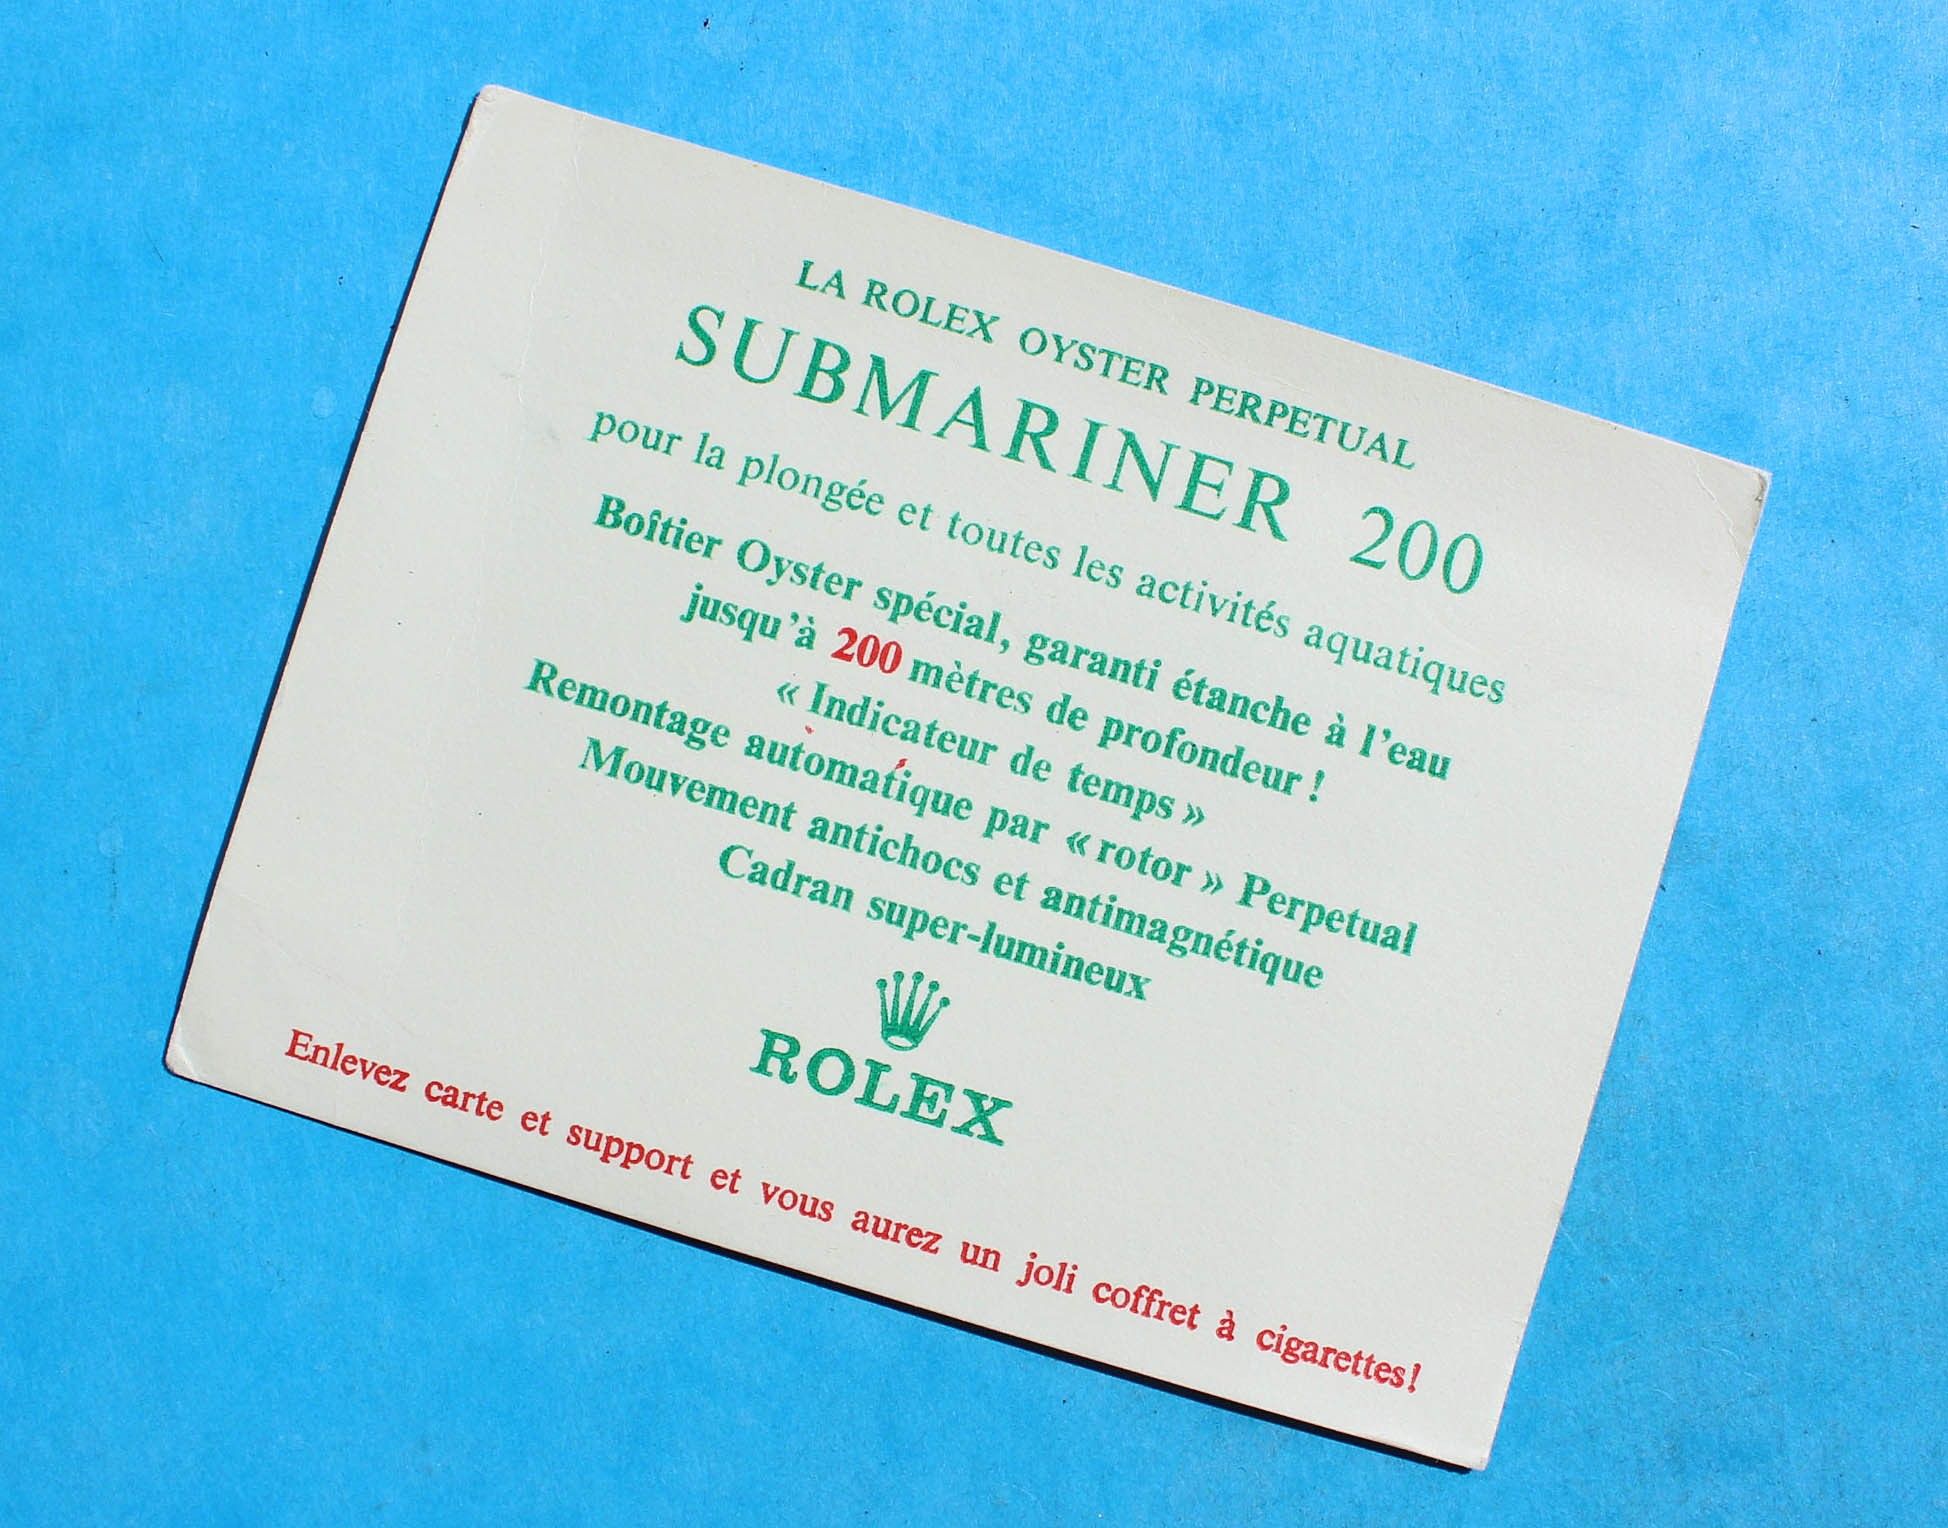 LA ROLEX OYSTER PERPETUAL
SUBMARINER 200
pour la plongée et toutes les activités aquatiques
Boîtier Oyster spécial, garanti étanche à l'eau
jusqu'à 200 mètres de profondeur !
« Indicateur de temps »
Remontage automatique par « rotor » Perpetual
Mouvement antichocs et antimagnétique
Cadran super-lumineux
ROLEX
Enlevez carte et support et vous aurez un joli coffret à cigarettes!